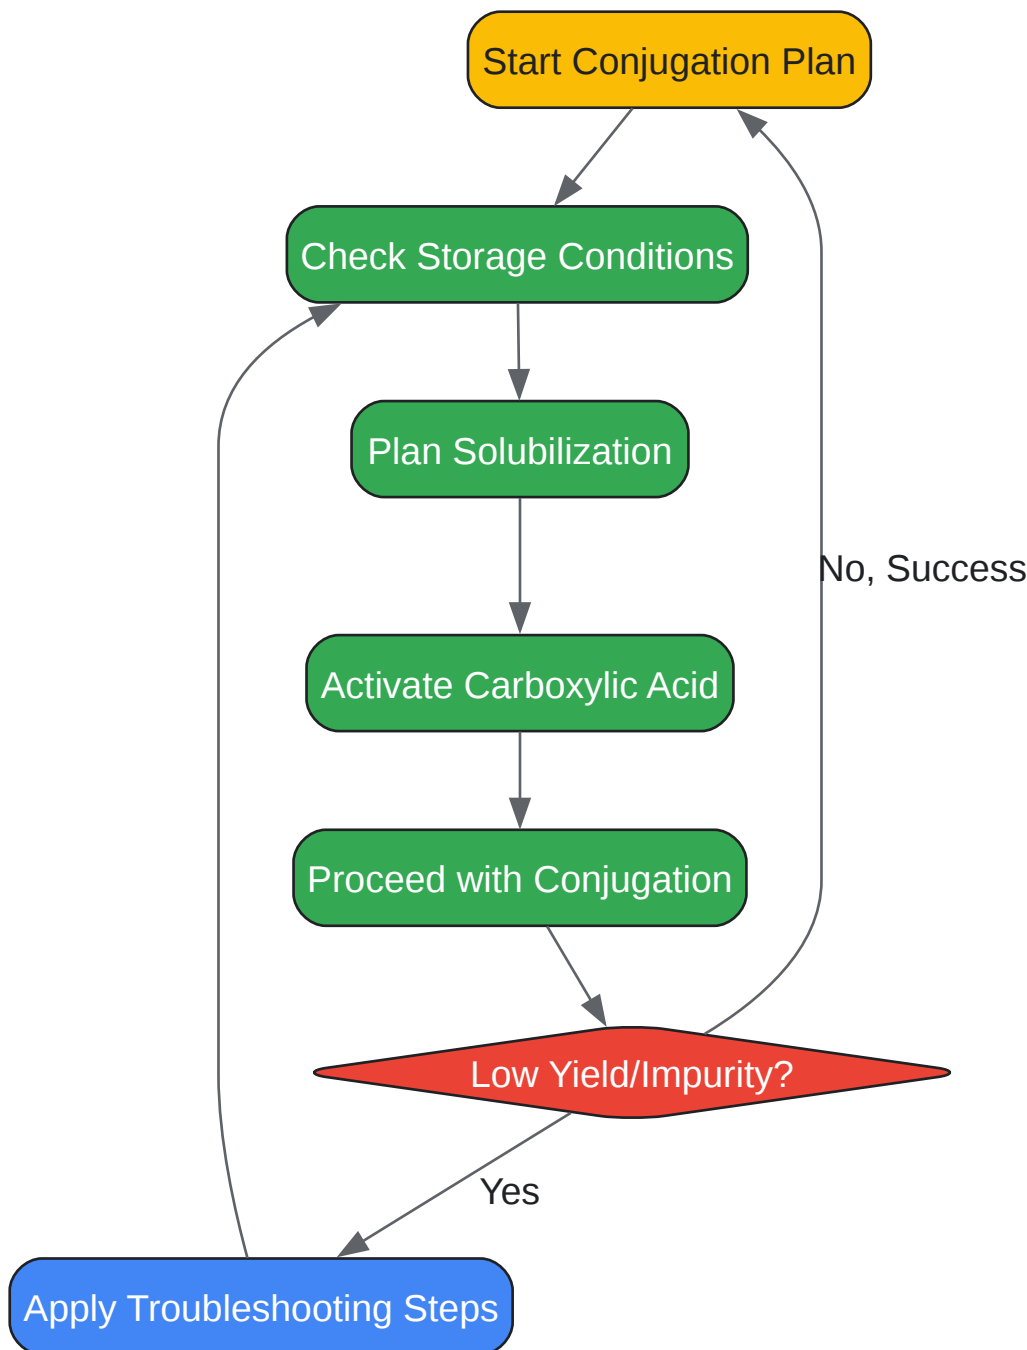 Start Conjugation Plan
Check Storage Conditions
Plan Solubilization
No, Success
Activate Carboxylic Acid
Proceed with Conjugation
Low Yield/Impurity?
Yes
Apply Troubleshooting Steps